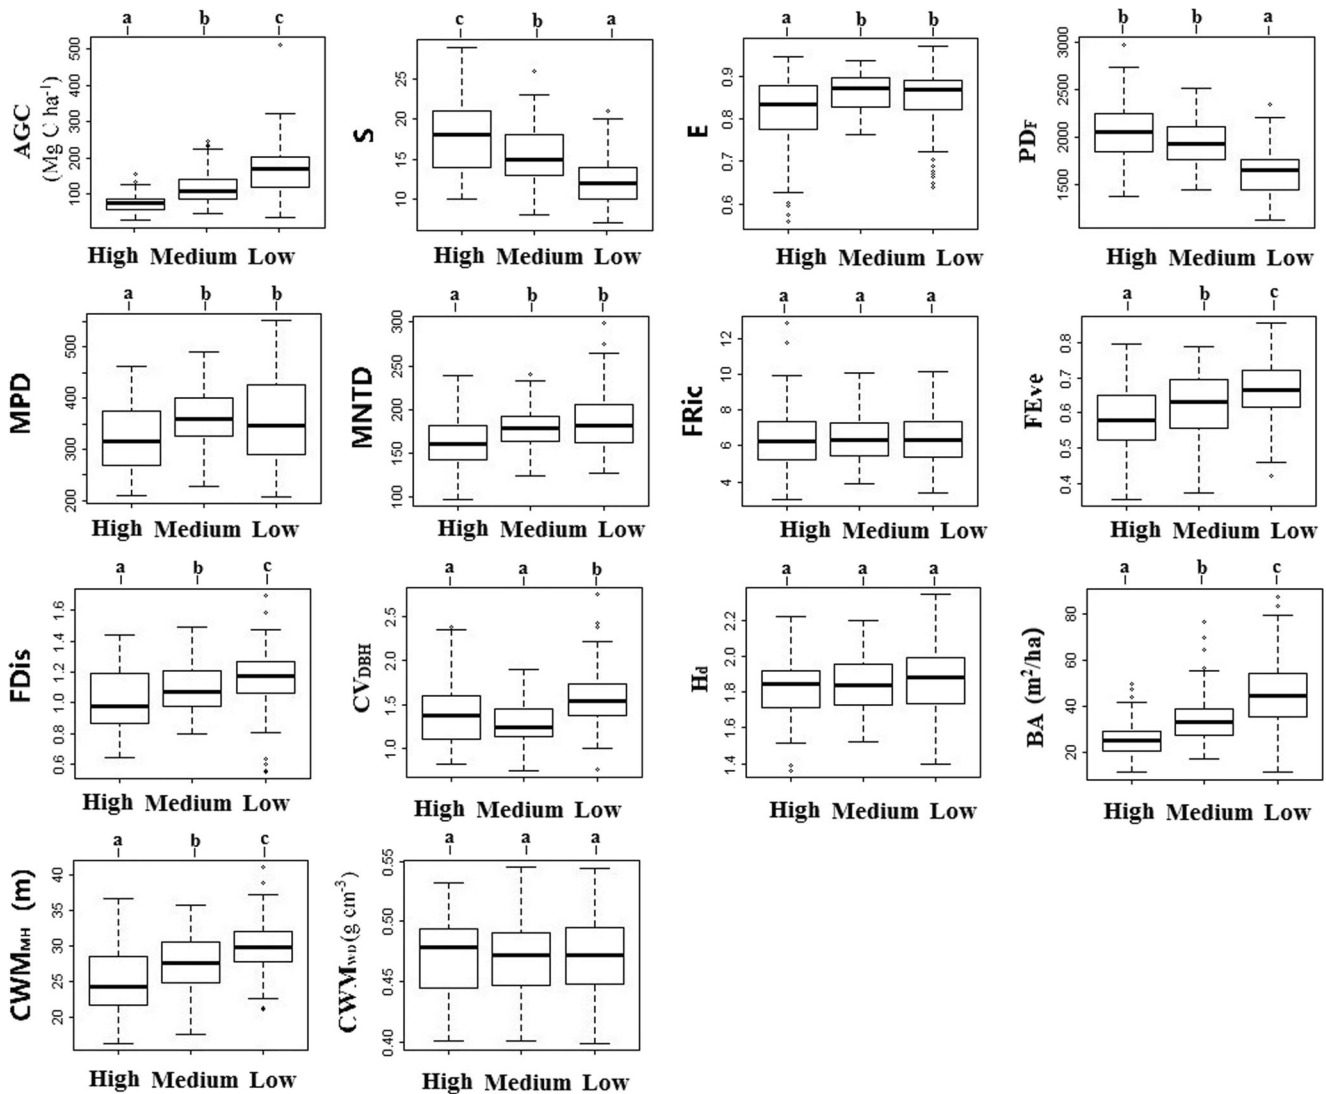 a b c
AGC
(Mg C ha-1)
500
400
300
200
100
High Medium Low
c b a
S
25
20
15
10
High Medium Low
a b b
E
0.9
0.8
0.7
0.6
High Medium Low
b b a
PDF
3000
2500
2000
1500
High Medium Low
a b b
MPD
500
400
300
200
High Medium Low
a b b
MNTD
300
250
200
150
100
High Medium Low
a a a
FRic
12
10
8
6
4
High Medium Low
a b c
FEve
0.8
0.7
0.6
0.5
0.4
High Medium Low
a b c
FDis
1.6
1.4
1.2
1.0
0.8
0.6
High Medium Low
a a b
CVDBH
2.5
2.0
1.5
1.0
High Medium Low
a a a
Hd
2.2
2.0
1.8
1.6
1.4
High Medium Low
a b c
BA (m2/ha)
80
60
40
20
High Medium Low
a b c
CWMMH (m)
40
35
30
25
20
High Medium Low
a a a
CWMWD(g cm-3)
0.55
0.50
0.45
0.40
High Medium Low